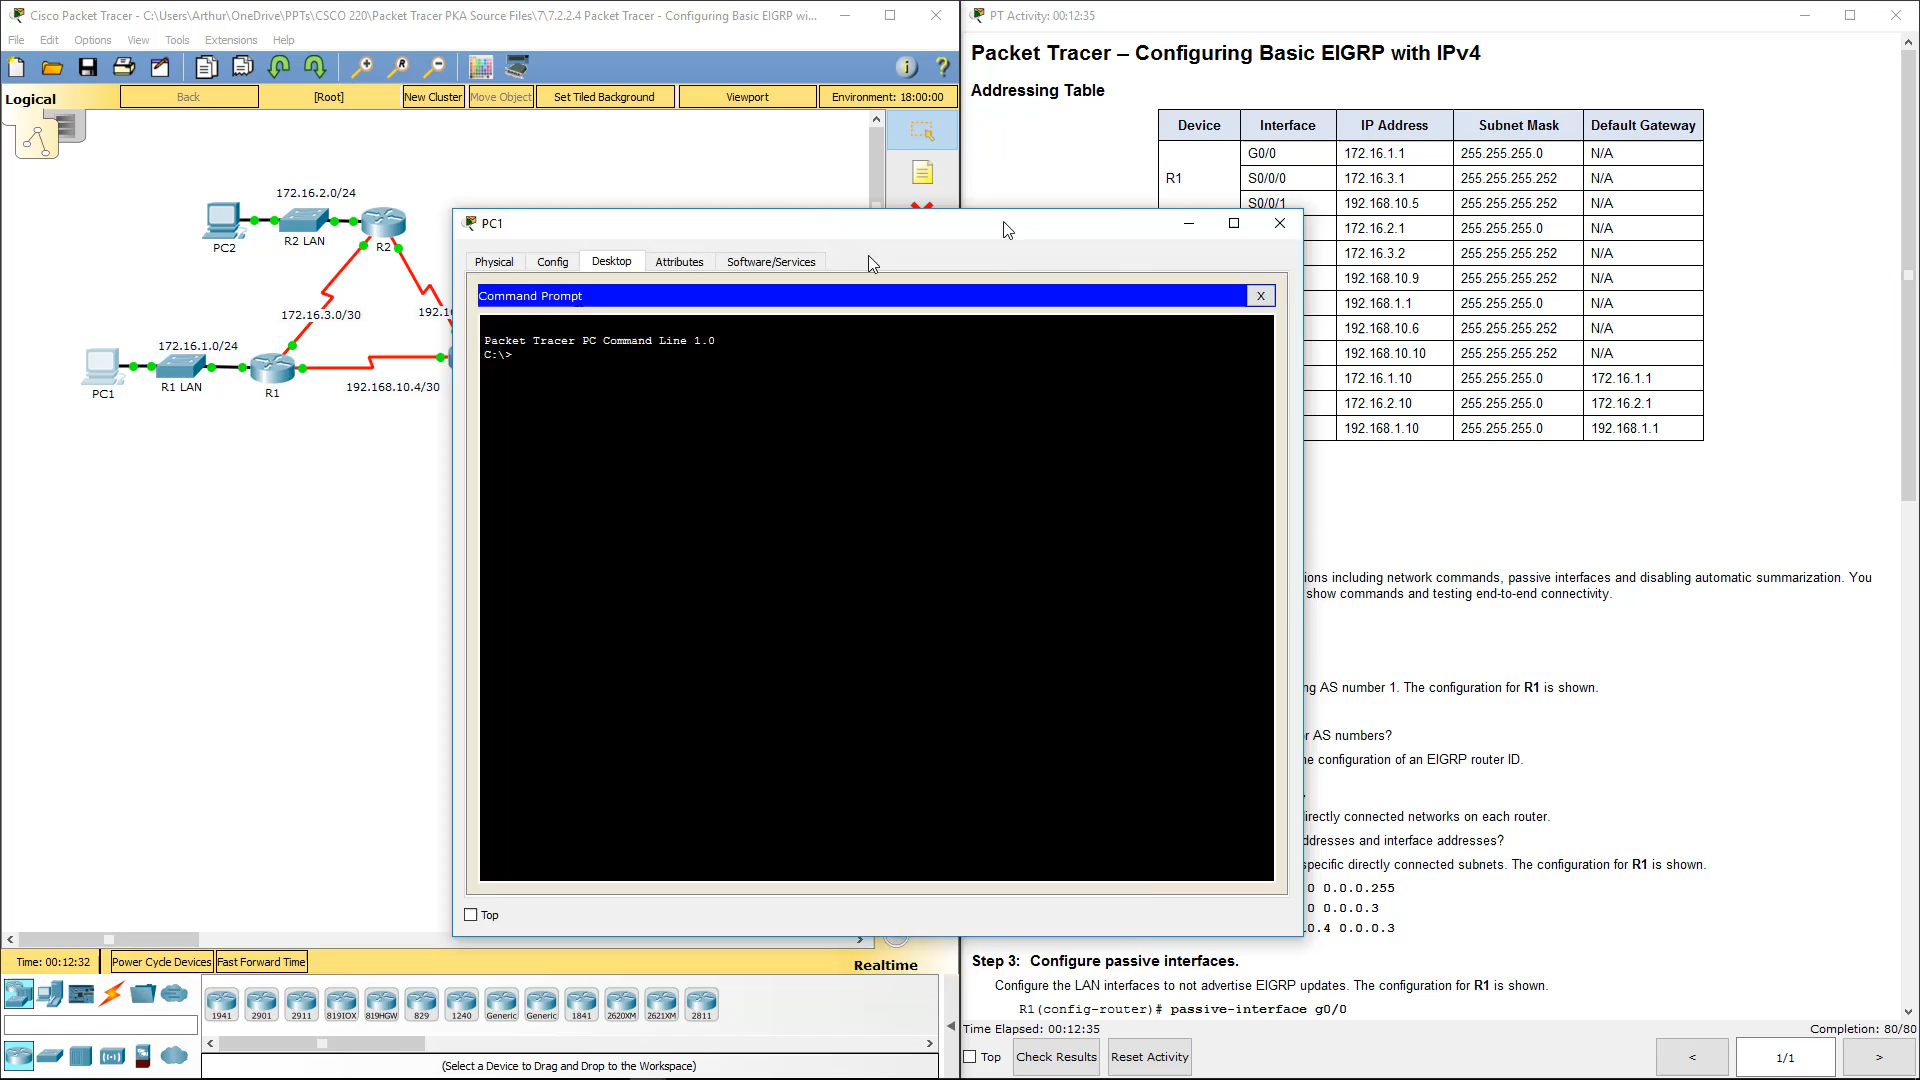 Cisco Packet Tracer - C:\Users\Arthur\OneDrive\PPTs\CSCO 220\Packet Tracer PKA Source Files\7\7.2.2.4 Packet Tracer - Configuring Basic EIGRP wi...
File Edit Options View Tools Extensions Help
Logical
Back
[Root]
New Cluster
Move Object
Set Tiled Background
Viewport
Environment: 18:00:00
172.16.2.0/24
PC2
R2 LAN
R2
172.16.3.0/30
192.1
172.16.1.0/24
PC1
R1 LAN
R1
192.168.10.4/30
PC1
Physical Config Desktop Attributes Software/Services
Command Prompt
X
Packet Tracer PC Command Line 1.0
C:\>
Top
Time: 00:12:32
Power Cycle Devices
Fast Forward Time
Realtime
1941 2901 2911 819IOX 819HGW 829 1240 Generic Generic 1841 2620XM 2621XM 2811
(Select a Device to Drag and Drop to the Workspace)
PT Activity: 00:12:35
Packet Tracer – Configuring Basic EIGRP with IPv4
Addressing Table
Device Interface IP Address Subnet Mask Default Gateway
R1
G0/0 172.16.1.1 255.255.255.0 N/A
S0/0/0 172.16.3.1 255.255.255.252 N/A
S0/0/1 192.168.10.5 255.255.255.252 N/A
172.16.2.1 255.255.255.0 N/A
172.16.3.2 255.255.255.252 N/A
192.168.10.9 255.255.255.252 N/A
192.168.1.1 255.255.255.0 N/A
192.168.10.6 255.255.255.252 N/A
192.168.10.10 255.255.255.252 N/A
172.16.1.10 255.255.255.0 172.16.1.1
172.16.2.10 255.255.255.0 172.16.2.1
192.168.1.10 255.255.255.0 192.168.1.1
ions including network commands, passive interfaces and disabling automatic summarization. You
show commands and testing end-to-end connectivity.
ng AS number 1. The configuration for R1 is shown.
r AS numbers?
he configuration of an EIGRP router ID.
irectly connected networks on each router.
ddresses and interface addresses?
specific directly connected subnets. The configuration for R1 is shown.
0 0.0.0.255
0 0.0.0.3
0.4 0.0.0.3
Step 3: Configure passive interfaces.
Configure the LAN interfaces to not advertise EIGRP updates. The configuration for R1 is shown.
R1(config-router)# passive-interface g0/0
Time Elapsed: 00:12:35
Completion: 80/80
Top
Check Results
Reset Activity
<
1/1
>